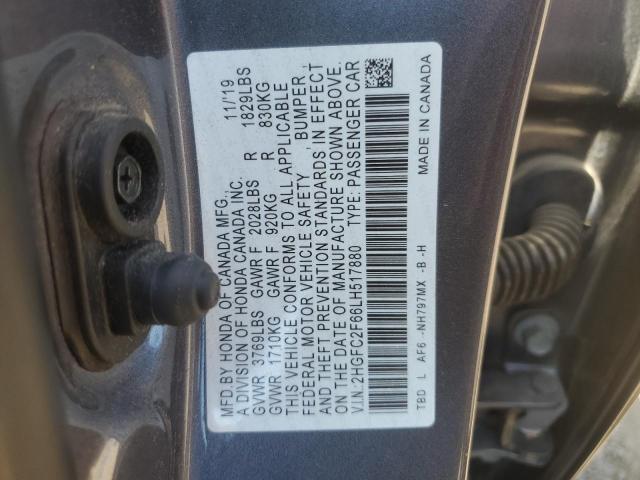 MFD.BY HONDA OF CANADA MFG., 11/19
A DIVISION OF HONDA CANADA INC.
GVWR 3769LBS GAWR F 2028LBS R 1829LBS
GVWR 1710KG GAWR F 920KG R 830KG
THIS VEHICLE CONFORMS TO ALL APPLICABLE
FEDERAL MOTOR VEHICLE SAFETY, BUMPER,
AND THEFT PREVENTION STANDARDS IN EFFECT
ON THE DATE OF MANUFACTURE SHOWN ABOVE.
V.I.N.:2HGFC2F66LH517880 TYPE: PASSENGER CAR
TBD L AF6 -NH797MX -B -H MADE IN CANADA